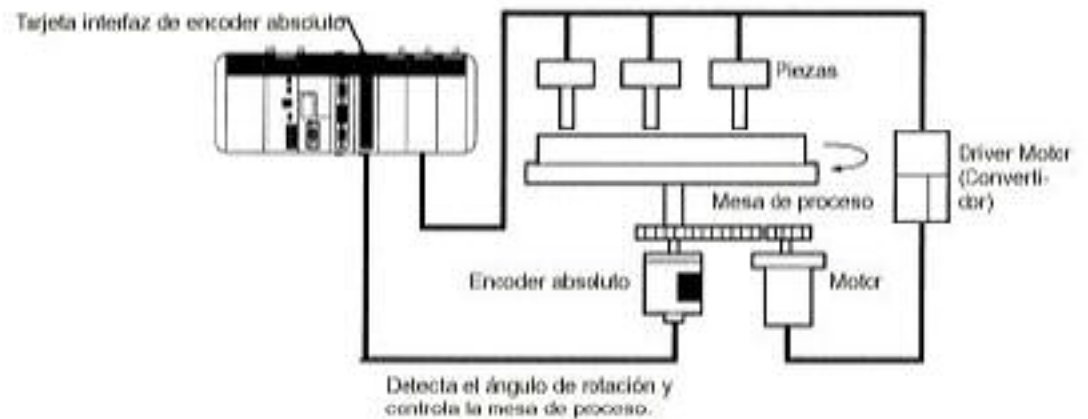 Tarjeta interfaz de encoder absoluto
Piezas
Driver Motor
(Converti-
dor)
Mesa de proceso
Encoder absoluto
Motor
Detecta el ángulo de rotación y
controla la mesa de proceso.